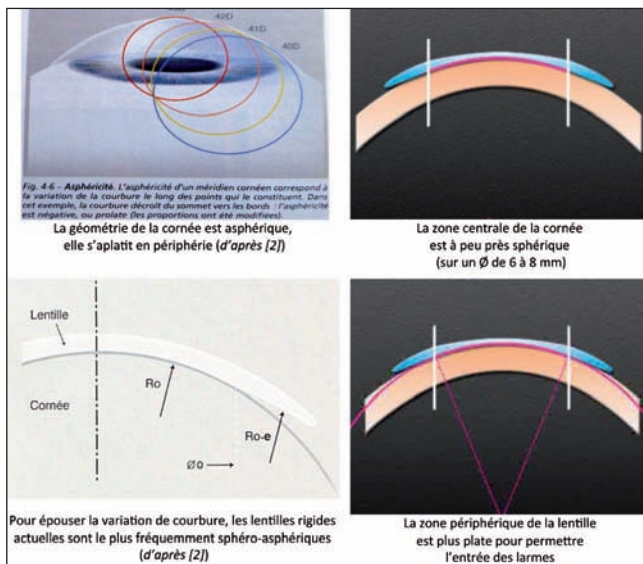 42D
41D
40D
Fig. 4-6 – Asphéricité. L'asphéricité d'un méridien cornéen correspond à
la variation de la courbure le long des points qui le constituent. Dans
cet exemple, la courbure décroît du sommet vers les bords : l'asphéricité
est négative, ou prolate (les proportions ont été modifiées).
La géométrie de la cornée est asphérique,
elle s'aplatit en périphérie (d'après [2])
La zone centrale de la cornée
est à peu près sphérique
(sur un Ø de 6 à 8 mm)
Lentille
Cornée
Ro
Ro-e
Øo
Pour épouser la variation de courbure, les lentilles rigides
actuelles sont le plus fréquemment sphéro-asphériques
(d'après [2])
La zone périphérique de la lentille
est plus plate pour permettre
l'entrée des larmes